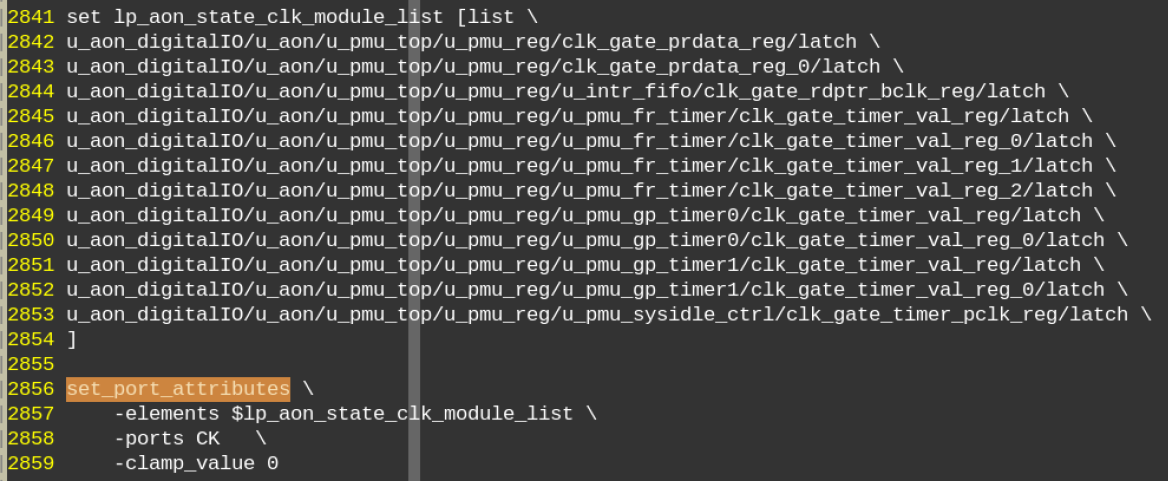 2841 set lp_aon_state_clk_module_list [list \
2842 u_aon_digitalIO/u_aon/u_pmu_top/u_pmu_reg/clk_gate_prdata_reg/latch \
2843 u_aon_digitalIO/u_aon/u_pmu_top/u_pmu_reg/clk_gate_prdata_reg_0/latch \
2844 u_aon_digitalIO/u_aon/u_pmu_top/u_pmu_reg/u_intr_fifo/clk_gate_rdptr_bclk_reg/latch \
2845 u_aon_digitalIO/u_aon/u_pmu_top/u_pmu_reg/u_pmu_fr_timer/clk_gate_timer_val_reg/latch \
2846 u_aon_digitalIO/u_aon/u_pmu_top/u_pmu_reg/u_pmu_fr_timer/clk_gate_timer_val_reg_0/latch \
2847 u_aon_digitalIO/u_aon/u_pmu_top/u_pmu_reg/u_pmu_fr_timer/clk_gate_timer_val_reg_1/latch \
2848 u_aon_digitalIO/u_aon/u_pmu_top/u_pmu_reg/u_pmu_fr_timer/clk_gate_timer_val_reg_2/latch \
2849 u_aon_digitalIO/u_aon/u_pmu_top/u_pmu_reg/u_pmu_gp_timer0/clk_gate_timer_val_reg/latch \
2850 u_aon_digitalIO/u_aon/u_pmu_top/u_pmu_reg/u_pmu_gp_timer0/clk_gate_timer_val_reg_0/latch \
2851 u_aon_digitalIO/u_aon/u_pmu_top/u_pmu_reg/u_pmu_gp_timer1/clk_gate_timer_val_reg/latch \
2852 u_aon_digitalIO/u_aon/u_pmu_top/u_pmu_reg/u_pmu_gp_timer1/clk_gate_timer_val_reg_0/latch \
2853 u_aon_digitalIO/u_aon/u_pmu_top/u_pmu_reg/u_pmu_sysidle_ctrl/clk_gate_timer_pclk_reg/latch \
2854 ]
2855
2856 set_port_attributes \
2857     -elements $lp_aon_state_clk_module_list \
2858     -ports CK   \
2859     -clamp_value 0